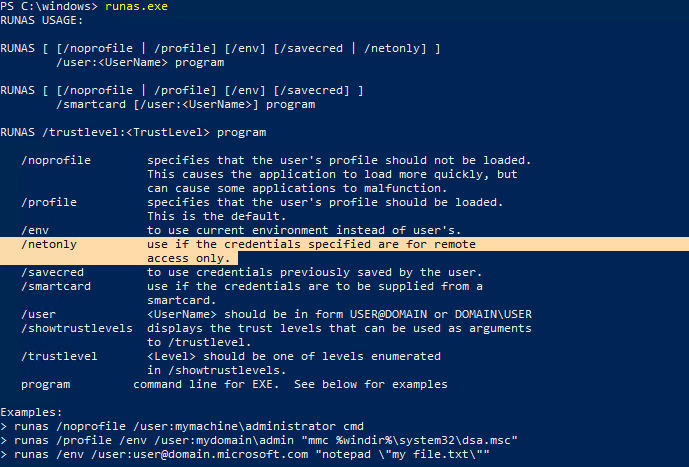 PS C:\windows> runas.exe
RUNAS USAGE:

RUNAS [ [/noprofile | /profile] [/env] [/savecred | /netonly] ]
        /user:<UserName> program

RUNAS [ [/noprofile | /profile] [/env] [/savecred] ]
        /smartcard [/user:<UserName>] program

RUNAS /trustlevel:<TrustLevel> program

   /noprofile        specifies that the user's profile should not be loaded.
                     This causes the application to load more quickly, but
                     can cause some applications to malfunction.
   /profile          specifies that the user's profile should be loaded.
                     This is the default.
   /env              to use current environment instead of user's.
   /netonly          use if the credentials specified are for remote
                     access only.
   /savecred         to use credentials previously saved by the user.
   /smartcard        use if the credentials are to be supplied from a
                     smartcard.
   /user             <UserName> should be in form USER@DOMAIN or DOMAIN\USER
   /showtrustlevels  displays the trust levels that can be used as arguments
                     to /trustlevel.
   /trustlevel       <Level> should be one of levels enumerated
                     in /showtrustlevels.
   program         command line for EXE.  See below for examples

Examples:
> runas /noprofile /user:mymachine\administrator cmd
> runas /profile /env /user:mydomain\admin "mmc %windir%\system32\dsa.msc"
> runas /env /user:user@domain.microsoft.com "notepad \"my file.txt\""